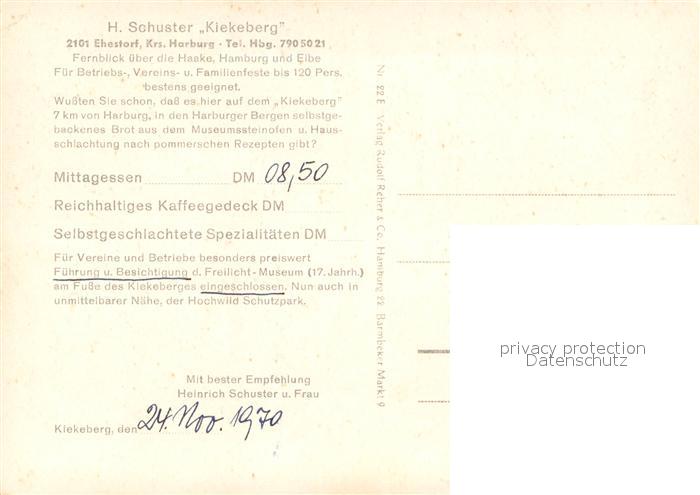 H. Schuster „Kiekeberg"
2101 Ehestorf, Krs. Harburg · Tel. Hbg. 7905021
Fernblick über die Haake, Hamburg und Elbe
Für Betriebs-, Vereins- u. Familienfeste bis 120 Pers.
bestens geeignet.
Wußten Sie schon, daß es hier auf dem „Kiekeberg"
7 km von Harburg, in den Harburger Bergen selbstge-
backenes Brot aus dem Museumssteinofen u. Haus-
schlachtung nach pommerschen Rezepten gibt?
Mittagessen DM 08,50
Reichhaltiges Kaffeegedeck DM
Selbstgeschlachtete Spezialitäten DM
Für Vereine und Betriebe besonders preiswert
Führung u. Besichtigung d. Freilicht-Museum (17. Jahrh.)
am Fuße des Kiekeberges eingeschlossen. Nun auch in
unmittelbarer Nähe, der Hochwild Schutzpark.
Mit bester Empfehlung
Heinrich Schuster u. Frau
Kiekeberg, den 24. Nov. 1970
Nr. 22 E Verlag Rudolf Reher & Co. Hamburg 22, Barmbeker Markt 9
privacy protection
Datenschutz